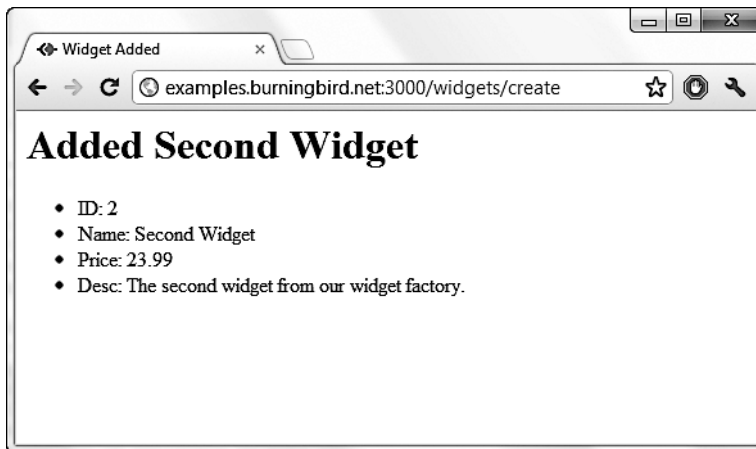 Widget Added
examples.burningbird.net:3000/widgets/create
Added Second Widget
ID: 2
Name: Second Widget
Price: 23.99
Desc: The second widget from our widget factory.